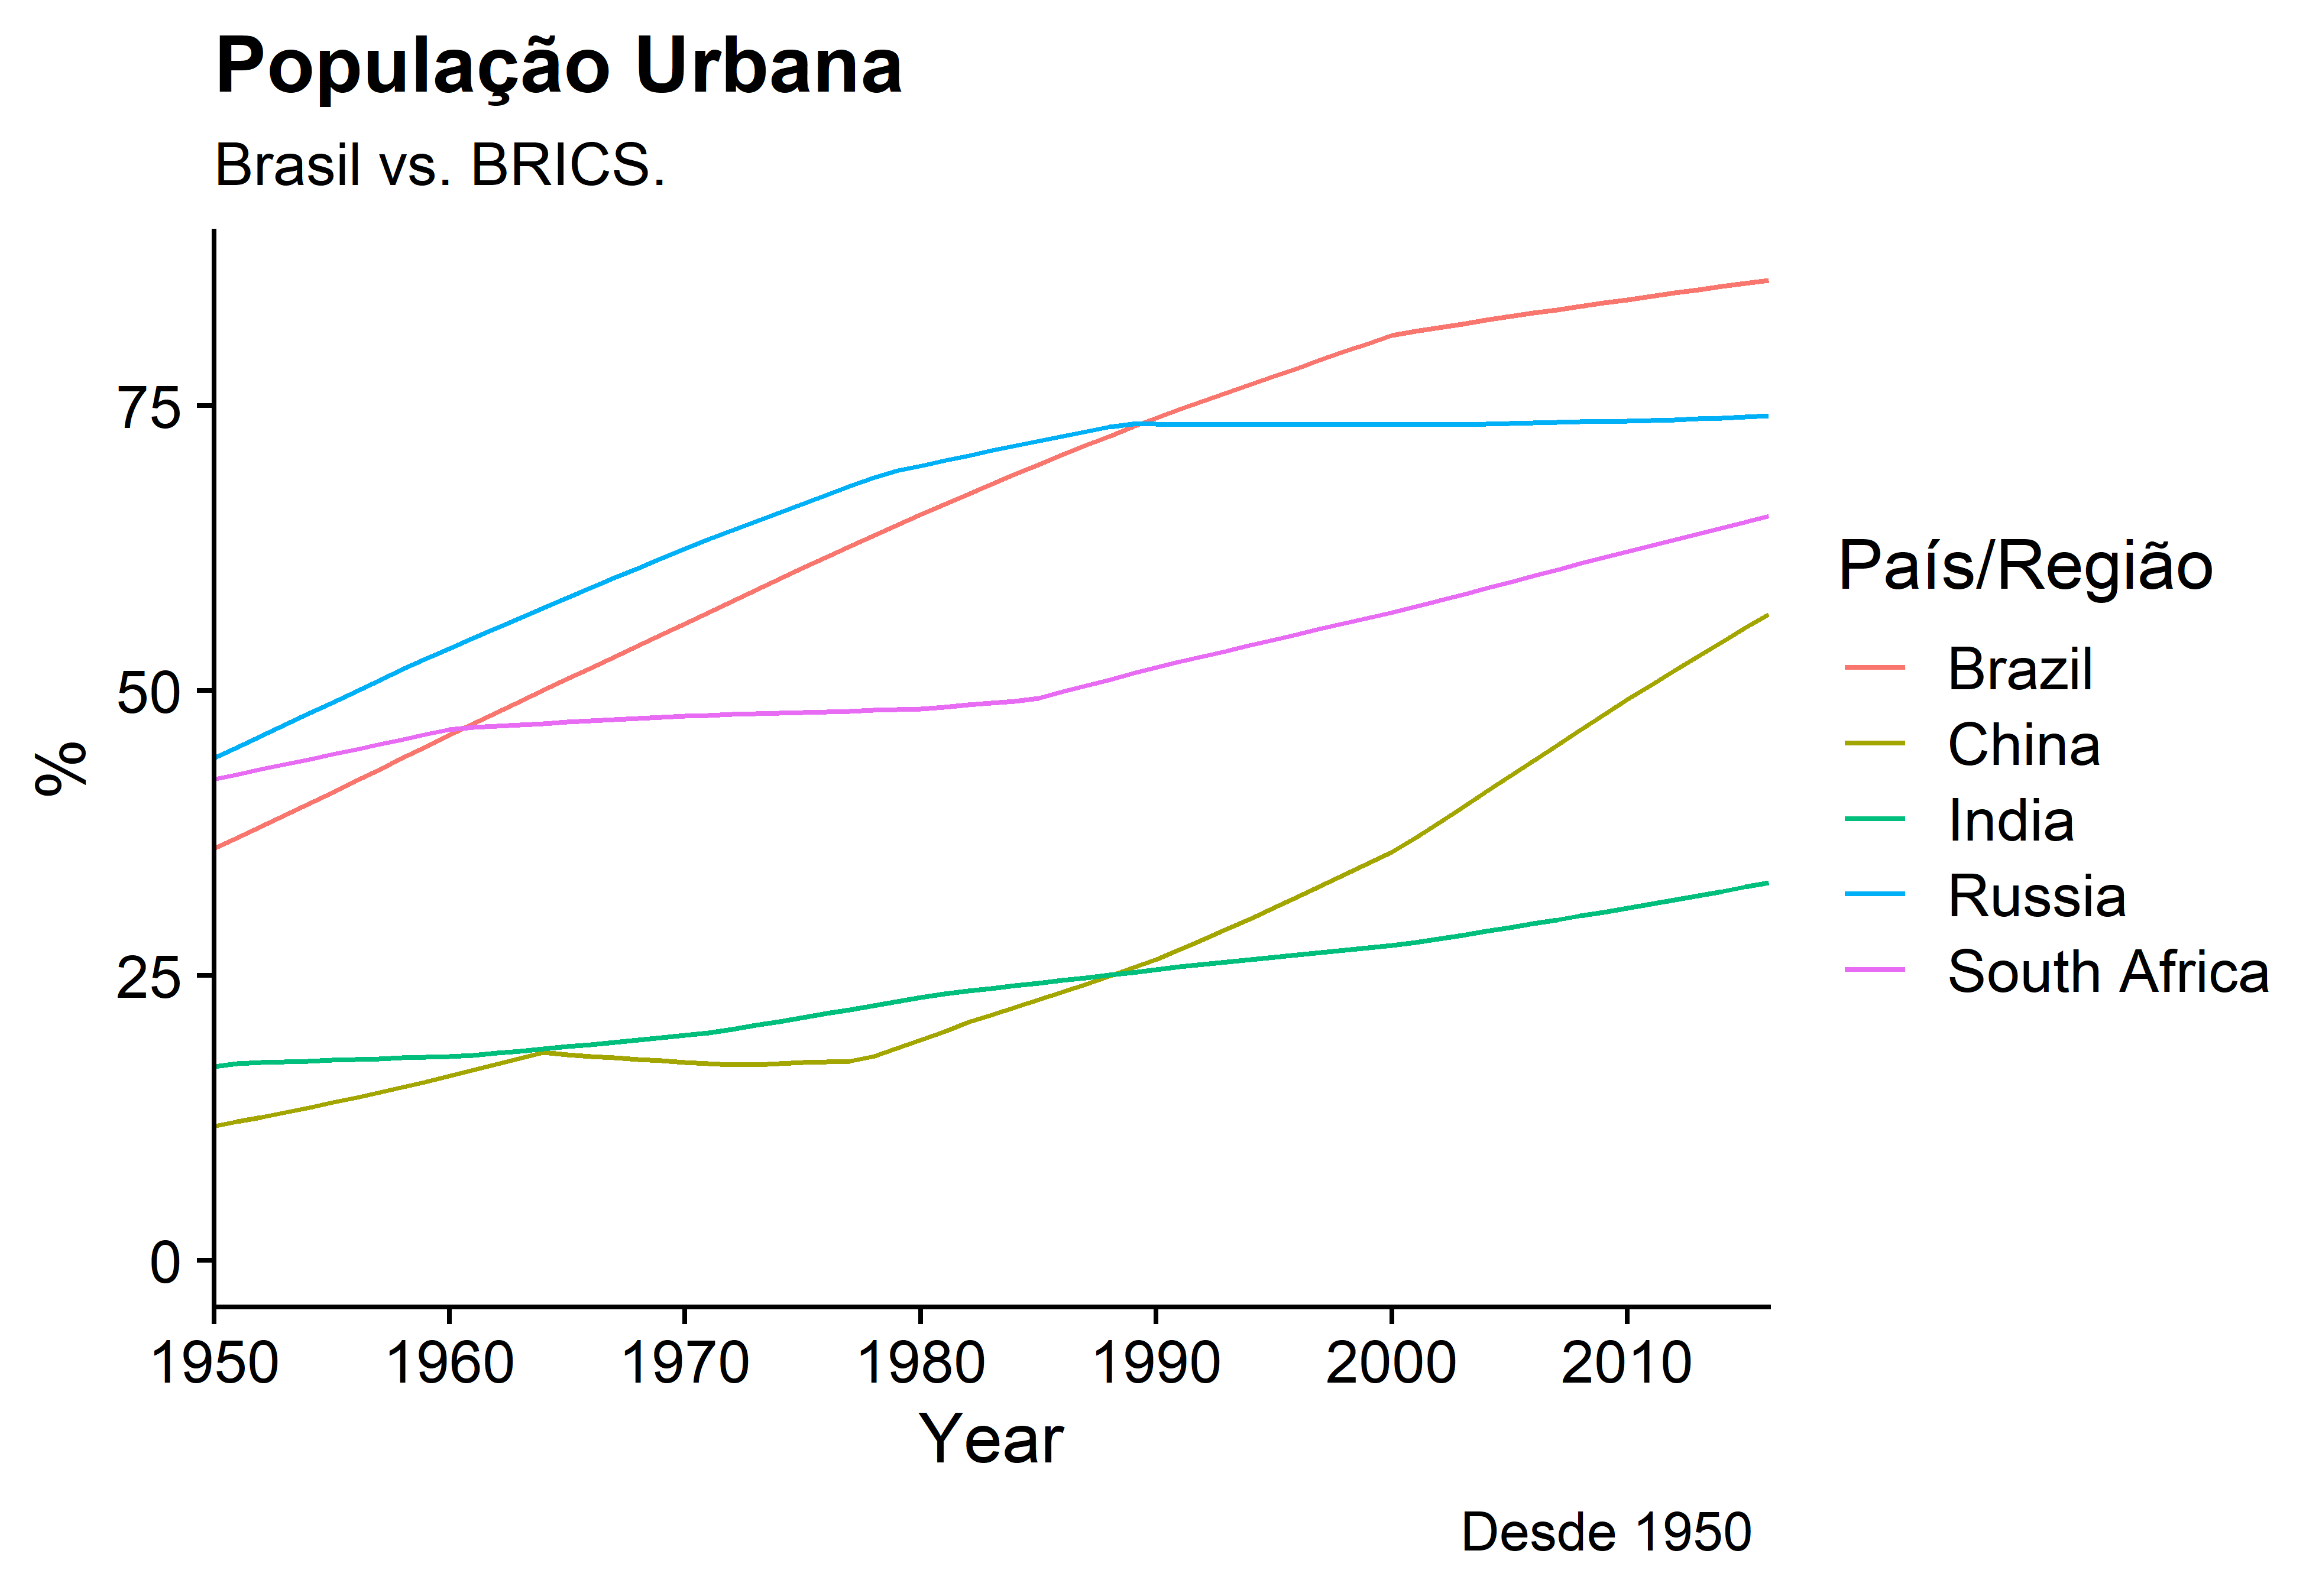 População Urbana
Brasil vs. BRICS.
75
50
25
0
%
1950 1960 1970 1980 1990 2000 2010
Year
País/Região
Brazil
China
India
Russia
South Africa
Desde 1950